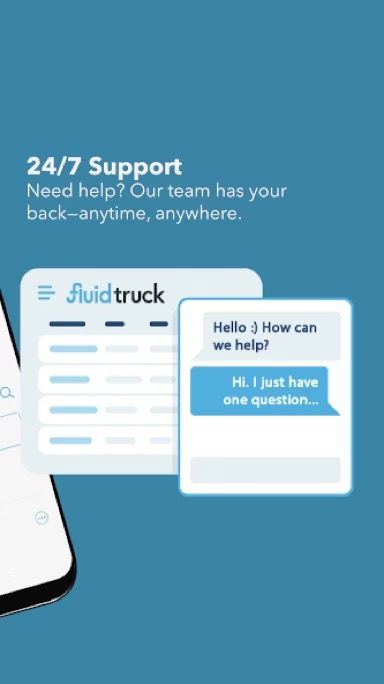 24/7 Support
Need help? Our team has your
back—anytime, anywhere.
fluidtruck
Hello :) How can
we help?
Hi. I just have
one question...